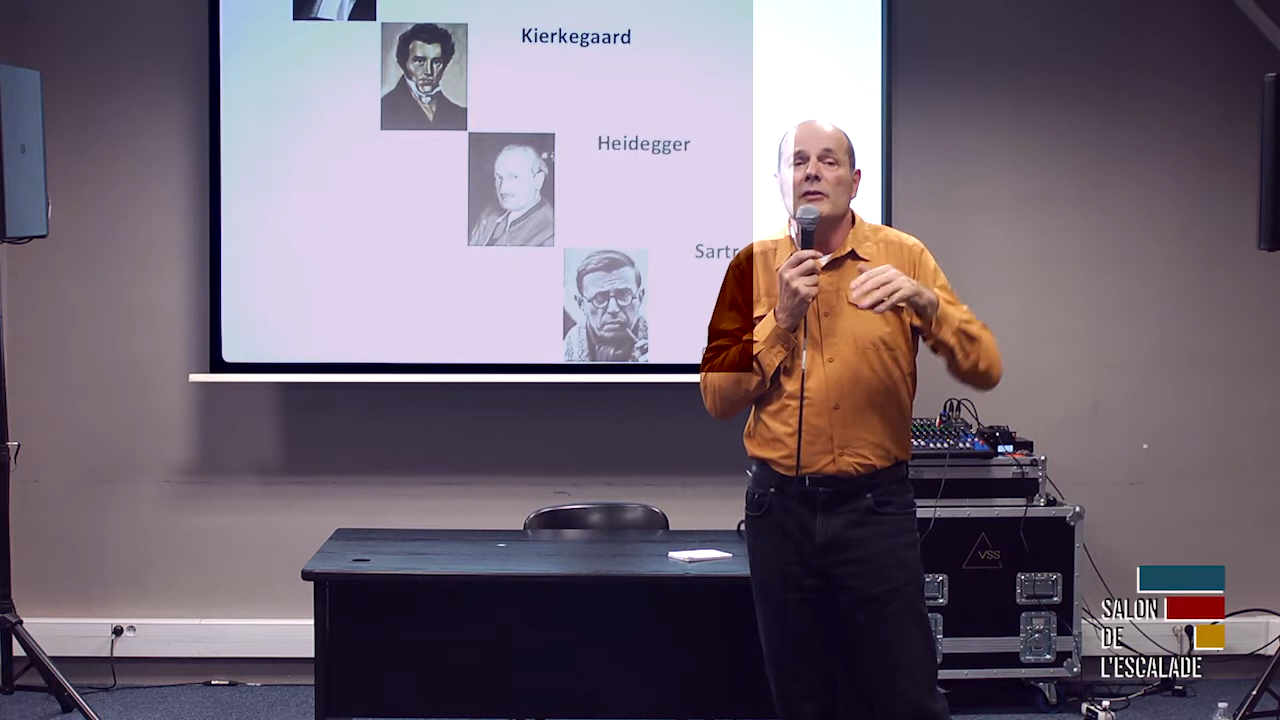 Kierkegaard
Heidegger
Sartr
VSS
SALON
DE
L'ESCALADE